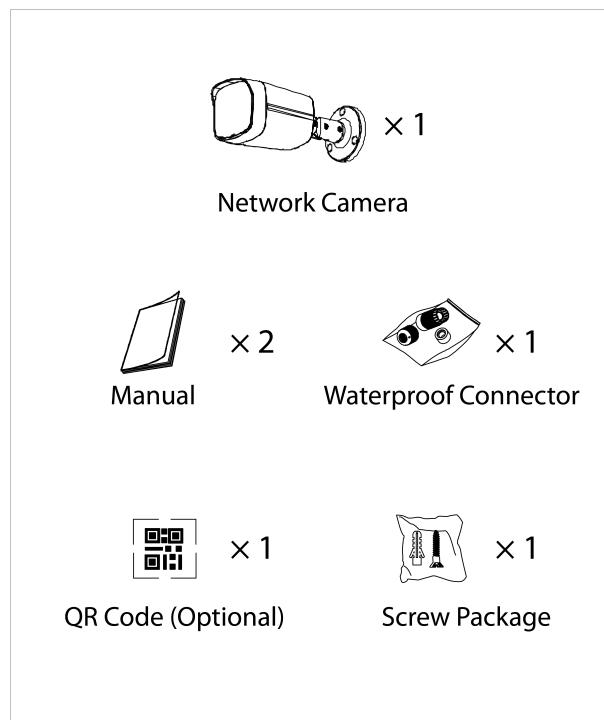 × 1
Network Camera
× 2
Manual
× 1
Waterproof Connector
× 1
QR Code (Optional)
× 1
Screw Package